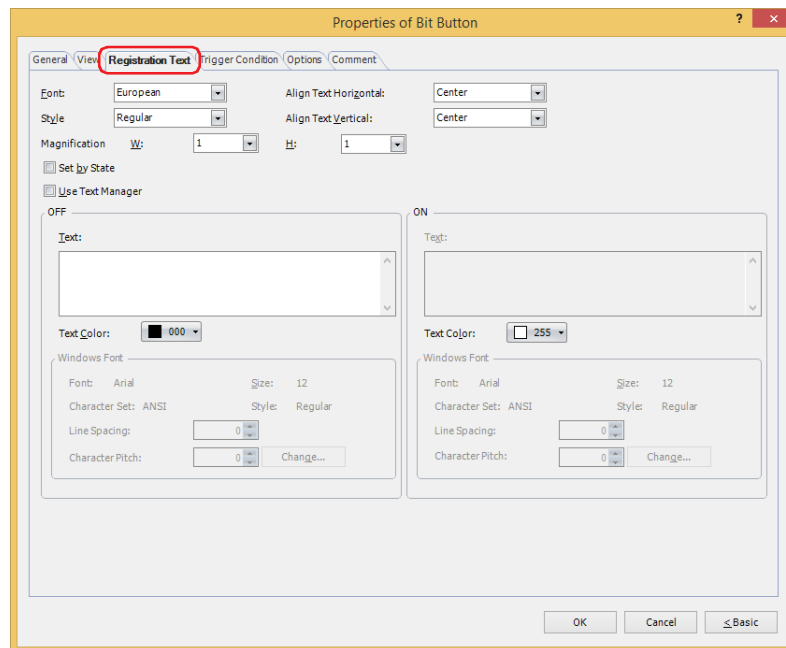 Properties of Bit Button
?
General View Registration Text Trigger Condition Options Comment
Font: European Align Text Horizontal: Center
Style Regular Align Text Vertical: Center
Magnification W: 1 H: 1
Set by State
Use Text Manager
OFF
Text:
Text Color: 000
Windows Font
Font: Arial Size: 12
Character Set: ANSI Style: Regular
Line Spacing: 0
Character Pitch: 0 Change...
ON
Text:
Text Color: 255
Windows Font
Font: Arial Size: 12
Character Set: ANSI Style: Regular
Line Spacing: 0
Character Pitch: 0 Change...
OK Cancel < Basic